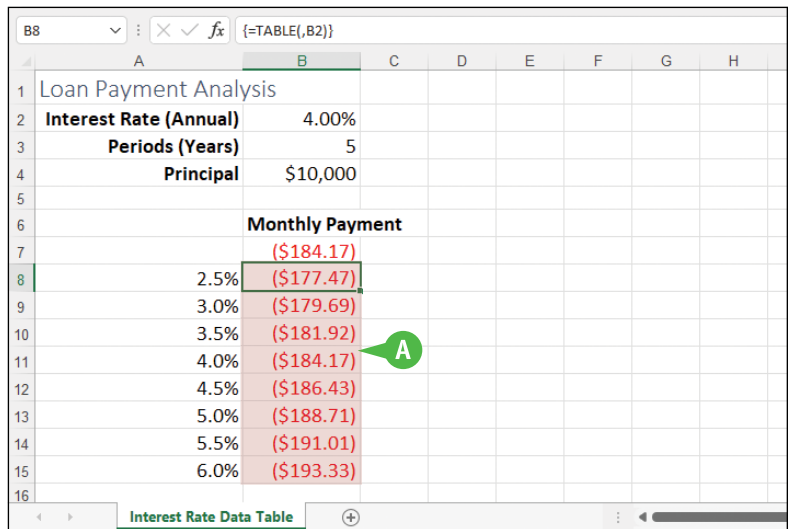 B8 fx {=TABLE(,B2)}
A B C D E F G H
1 Loan Payment Analysis
2 Interest Rate (Annual) 4.00%
3 Periods (Years) 5
4 Principal $10,000
5
6 Monthly Payment
7 ($184.17)
8 2.5% ($177.47)
9 3.0% ($179.69)
10 3.5% ($181.92)
11 4.0% ($184.17) A
12 4.5% ($186.43)
13 5.0% ($188.71)
14 5.5% ($191.01)
15 6.0% ($193.33)
16
Interest Rate Data Table